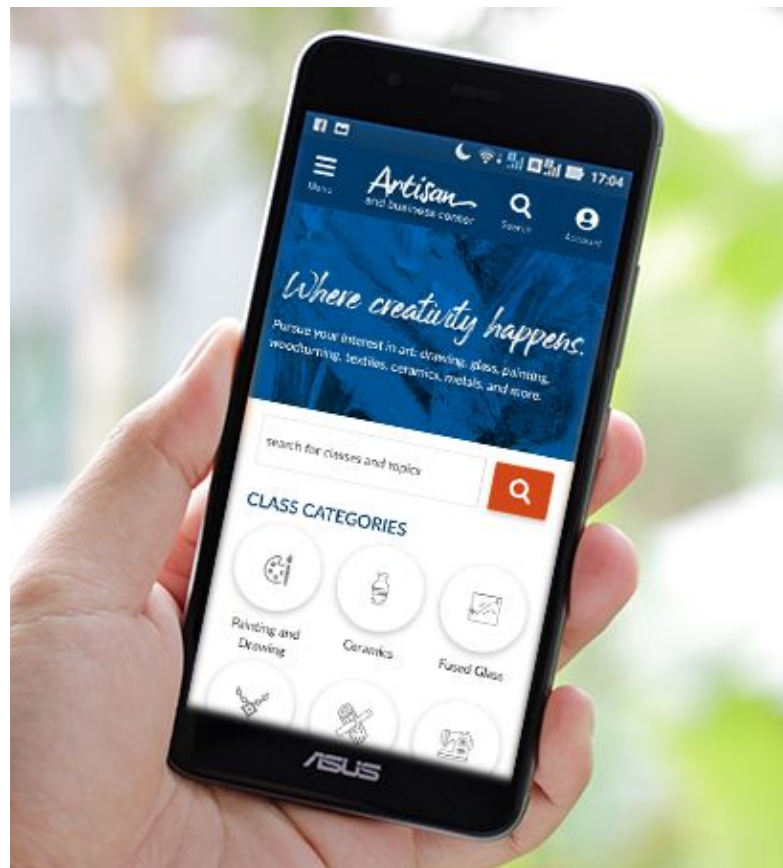 17:04
Menu
Artisan
and business center
Search
Account
Where creativity happens.
Pursue your interest in art: drawing, glass, painting,
woodturning, textiles, ceramics, metals, and more.
search for classes and topics
CLASS CATEGORIES
Painting and
Drawing
Ceramics
Fused Glass
ASUS